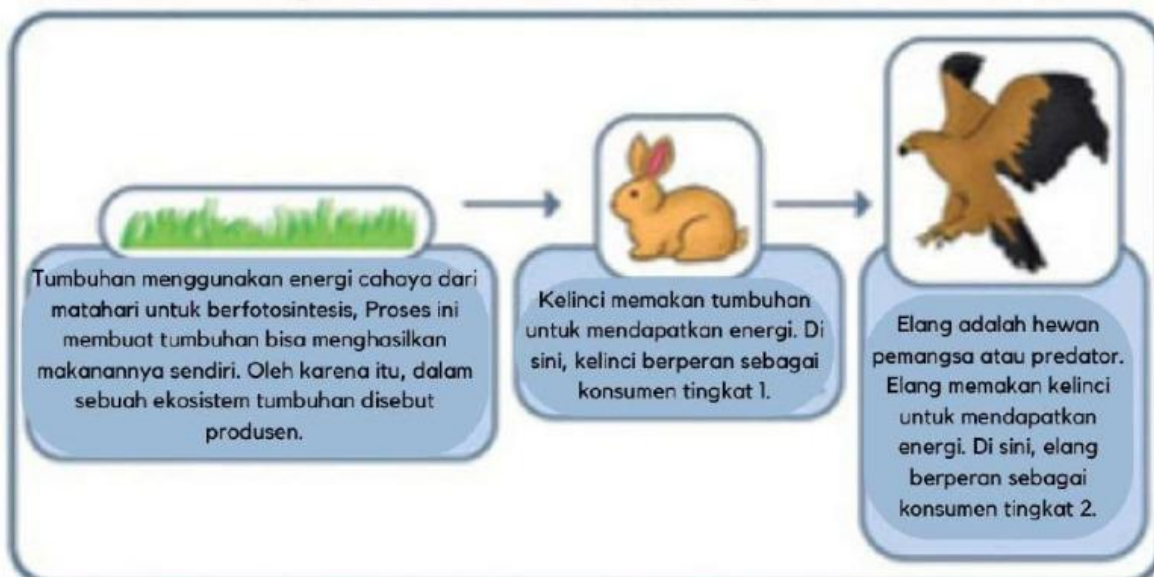 Tumbuhan menggunakan energi cahaya dari
matahari untuk berfotosintesis, Proses ini
membuat tumbuhan bisa menghasilkan
makanannya sendiri. Oleh karena itu, dalam
sebuah ekosistem tumbuhan disebut
produsen.
Kelinci memakan tumbuhan
untuk mendapatkan energi. Di
sini, kelinci berperan sebagai
konsumen tingkat 1.
Elang adalah hewan
pemangsa atau predator.
Elang memakan kelinci
untuk mendapatkan
energi. Di sini, elang
berperan sebagai
konsumen tingkat 2.